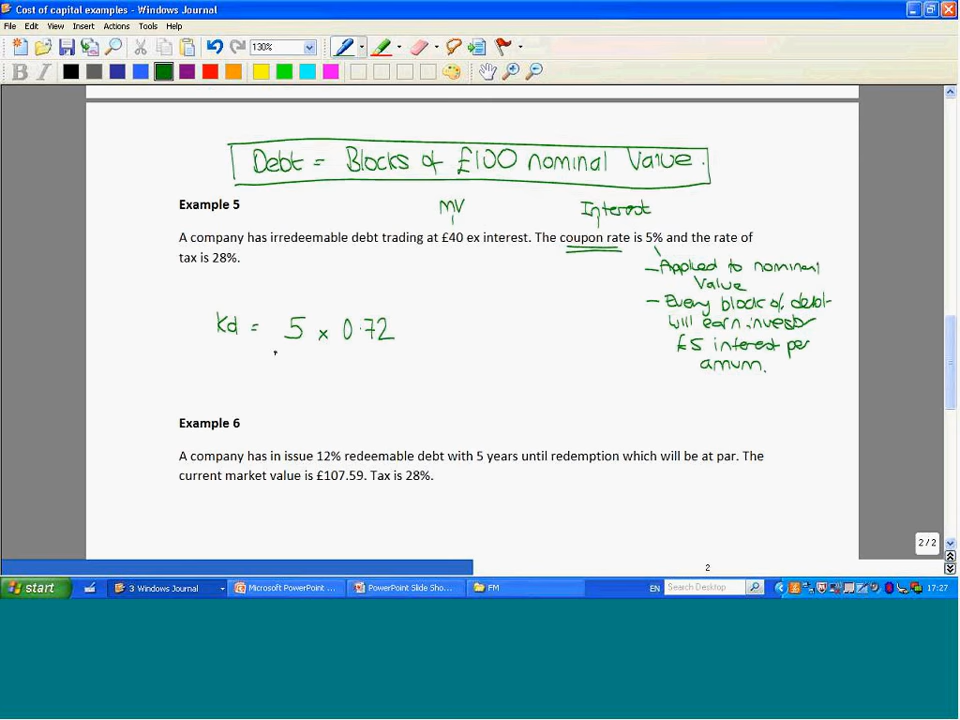 Cost of capital examples - Windows Journal
File Edit View Insert Actions Tools Help
130%
B I
Debt = Blocks of £100 nominal Value.
Example 5
MV
Interest
A company has irredeemable debt trading at £40 ex interest. The coupon rate is 5% and the rate of
tax is 28%.
– Applied to nominal
Value
– Every block of debt
will earn investor
£5 interest per
annum.
Kd = 5 x 0.72
Example 6
A company has in issue 12% redeemable debt with 5 years until redemption which will be at par. The
current market value is £107.59. Tax is 28%.
2 / 2
2
start
3 Windows Journal
Microsoft PowerPoint ...
PowerPoint Slide Sho...
FM
EN
Search Desktop
17:27